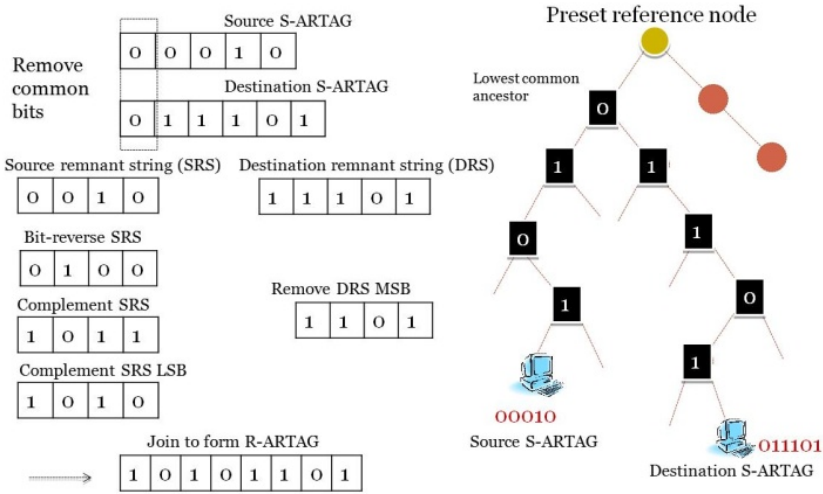 Source S-ARTAG
0 0 0 1 0
Remove
common
bits
Destination S-ARTAG
0 1 1 1 0 1
Source remnant string (SRS)
0 0 1 0
Destination remnant string (DRS)
1 1 1 0 1
Bit-reverse SRS
0 1 0 0
Remove DRS MSB
1 1 0 1
Complement SRS
1 0 1 1
Complement SRS LSB
1 0 1 0
Join to form R-ARTAG
1 0 1 0 1 1 0 1
Preset reference node
Lowest common
ancestor
0
1 1
0 1
1 0
1
00010
Source S-ARTAG
011101
Destination S-ARTAG